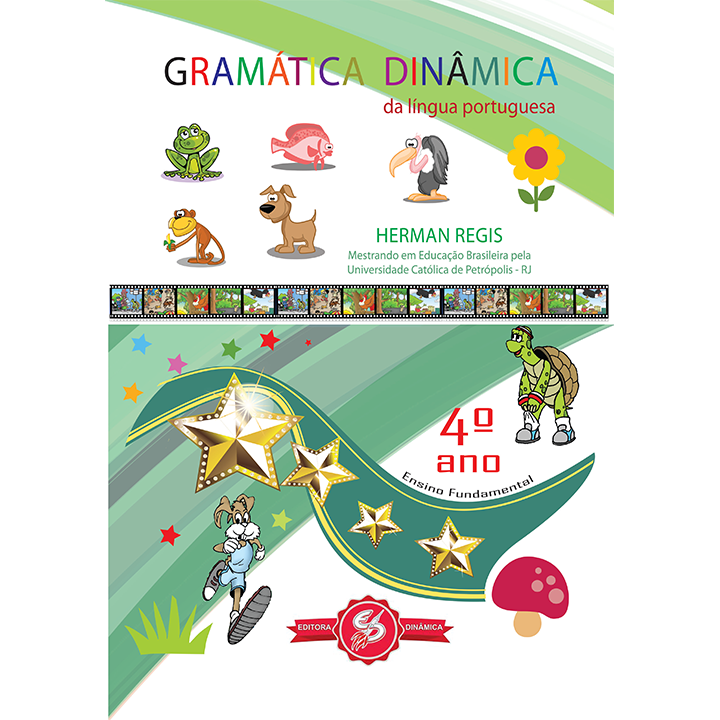 GRAMÁTICA DINÂMICA
da língua portuguesa
HERMAN REGIS
Mestrando em Educação Brasileira pela
Universidade Católica de Petrópolis - RJ
4º
ano
Ensino Fundamental
EDITORA DINÂMICA